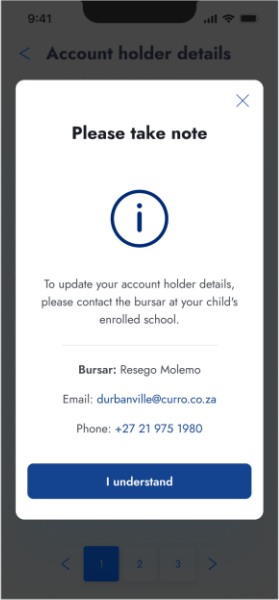 9:41
Account holder details
Please take note
To update your account holder details,
please contact the bursar at your child's
enrolled school.
Bursar: Resego Molemo
Email: durbanville@curro.co.za
Phone: +27 21 975 1980
I understand
1 2 3